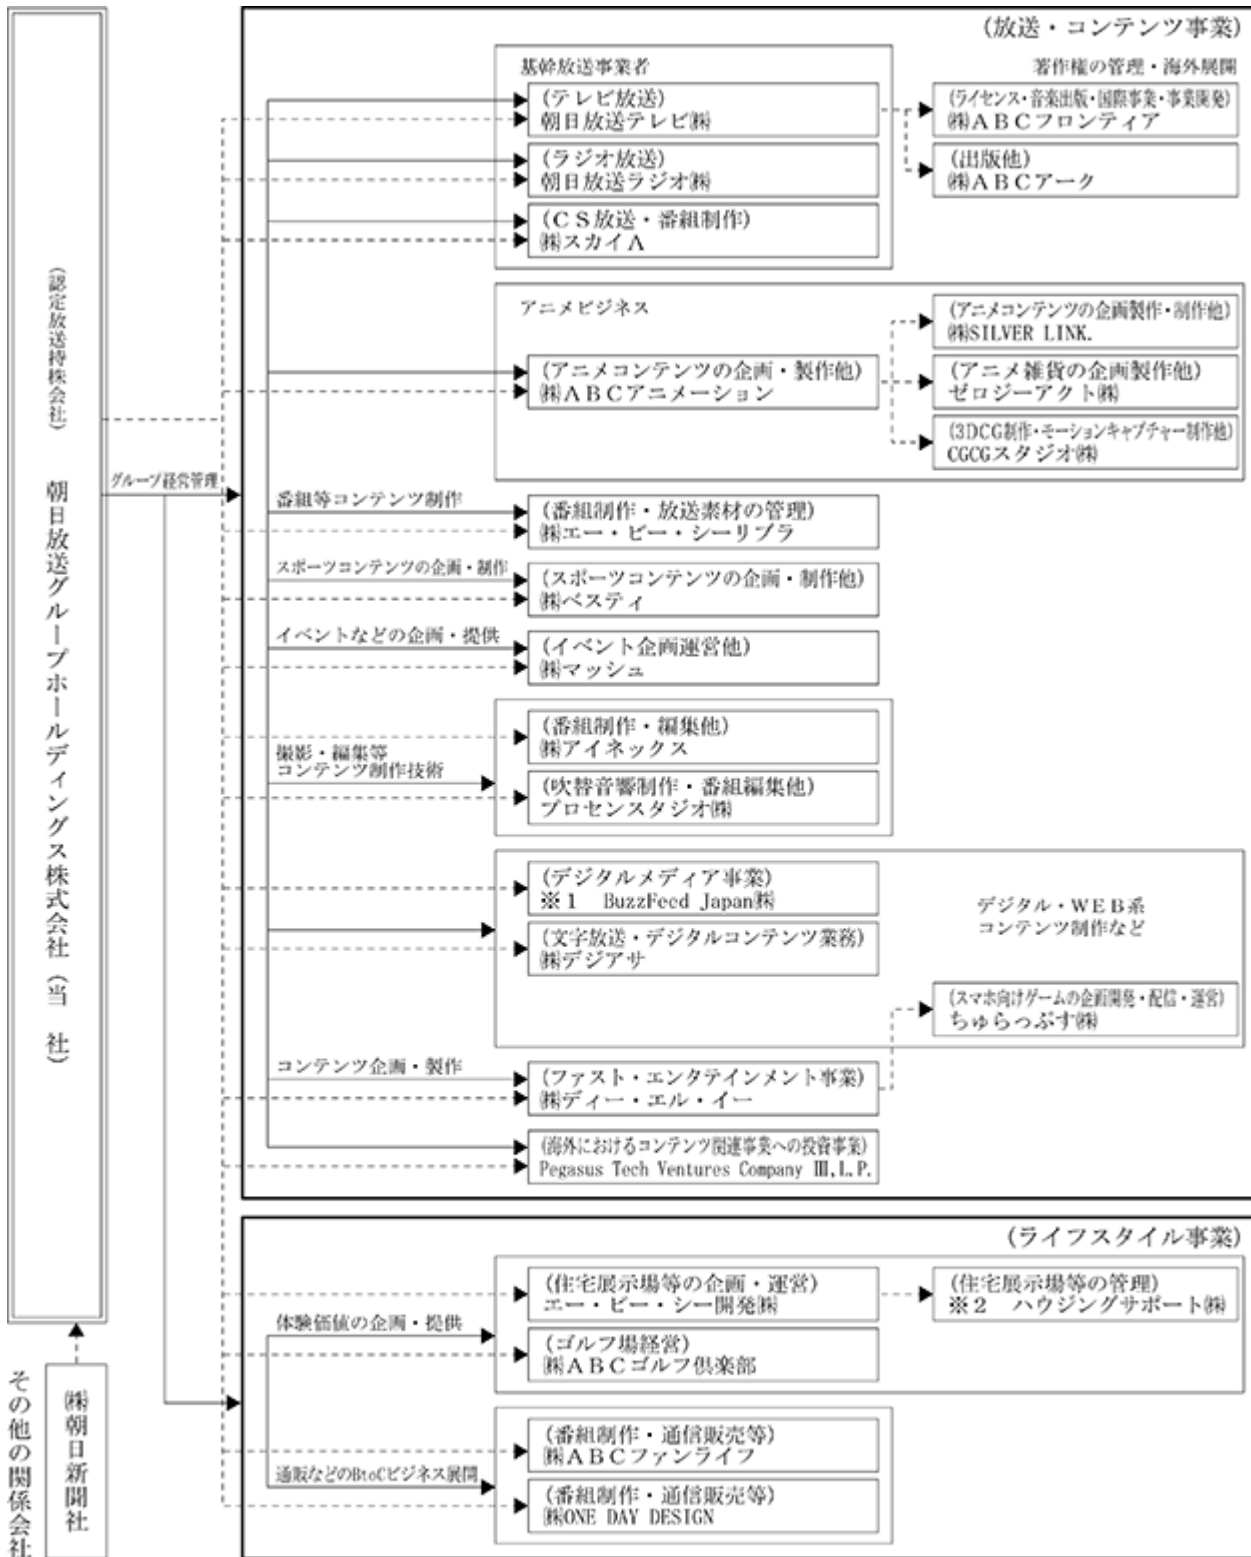 (認定放送持株会社)
朝日放送グループホールディングス株式会社(当 社)
その他の関係会社
㈱朝日新聞社
グループ経営管理
(放送・コンテンツ事業)
基幹放送事業者
著作権の管理・海外展開
(テレビ放送)
朝日放送テレビ㈱
(ライセンス・音楽出版・国際事業・事業開発)
㈱ABCフロンティア
(ラジオ放送)
朝日放送ラジオ㈱
(出版他)
㈱ABCアーク
(CS放送・番組制作)
㈱スカイA
アニメビジネス
(アニメコンテンツの企画・製作他)
㈱ABCアニメーション
(アニメコンテンツの企画製作・制作他)
㈱SILVER LINK.
(アニメ雑貨の企画製作他)
ゼロジーアクト㈱
(3DCG制作・モーションキャプチャー制作他)
CGCGスタジオ㈱
番組等コンテンツ制作
(番組制作・放送素材の管理)
㈱エー・ビー・シーリブラ
スポーツコンテンツの企画・制作
(スポーツコンテンツの企画・制作他)
㈱ベスティ
イベントなどの企画・提供
(イベント企画運営他)
㈱マッシュ
撮影・編集等
コンテンツ制作技術
(番組制作・編集他)
㈱アイネックス
(吹替音響制作・番組編集他)
プロセンスタジオ㈱
(デジタルメディア事業)
※1 BuzzFeed Japan㈱
(文字放送・デジタルコンテンツ業務)
㈱デジアサ
デジタル・WEB系
コンテンツ制作など
(スマホ向けゲームの企画開発・配信・運営)
ちゅらっぷす㈱
コンテンツ企画・製作
(ファスト・エンタテインメント事業)
㈱ディー・エル・イー
(海外におけるコンテンツ関連事業への投資事業)
Pegasus Tech Ventures Company Ⅲ,L.P.
(ライフスタイル事業)
体験価値の企画・提供
(住宅展示場等の企画・運営)
エー・ビー・シー開発㈱
(住宅展示場等の管理)
※2 ハウジングサポート㈱
(ゴルフ場経営)
㈱ABCゴルフ倶楽部
通販などのBtoCビジネス展開
(番組制作・通信販売等)
㈱ABCファンライフ
(番組制作・通信販売等)
㈱ONE DAY DESIGN